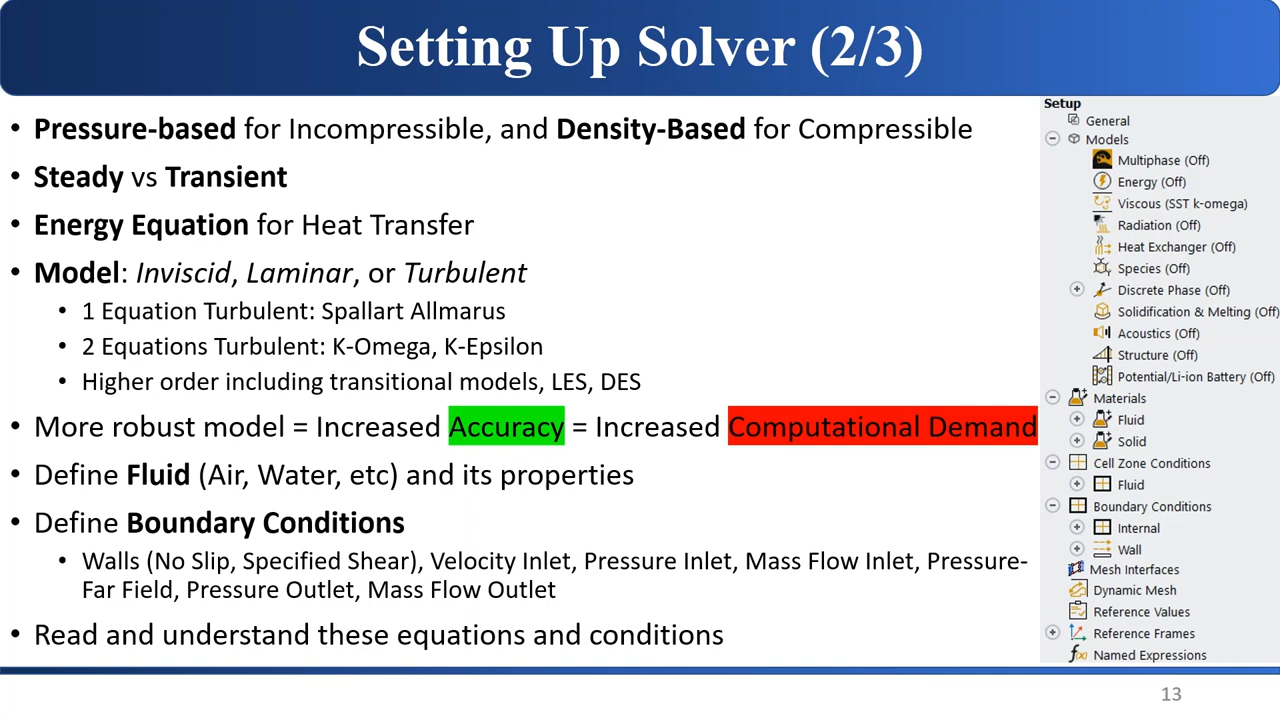 Setting Up Solver (2/3)
• Pressure-based for Incompressible, and Density-Based for Compressible
• Steady vs Transient
• Energy Equation for Heat Transfer
• Model: Inviscid, Laminar, or Turbulent
• 1 Equation Turbulent: Spallart Allmarus
• 2 Equations Turbulent: K-Omega, K-Epsilon
• Higher order including transitional models, LES, DES
• More robust model = Increased Accuracy = Increased Computational Demand
• Define Fluid (Air, Water, etc) and its properties
• Define Boundary Conditions
• Walls (No Slip, Specified Shear), Velocity Inlet, Pressure Inlet, Mass Flow Inlet, Pressure-
Far Field, Pressure Outlet, Mass Flow Outlet
• Read and understand these equations and conditions
Setup
General
Models
Multiphase (Off)
Energy (Off)
Viscous (SST k-omega)
Radiation (Off)
Heat Exchanger (Off)
Species (Off)
Discrete Phase (Off)
Solidification & Melting (Off)
Acoustics (Off)
Structure (Off)
Potential/Li-ion Battery (Off)
Materials
Fluid
Solid
Cell Zone Conditions
Fluid
Boundary Conditions
Internal
Wall
Mesh Interfaces
Dynamic Mesh
Reference Values
Reference Frames
f(x) Named Expressions
13